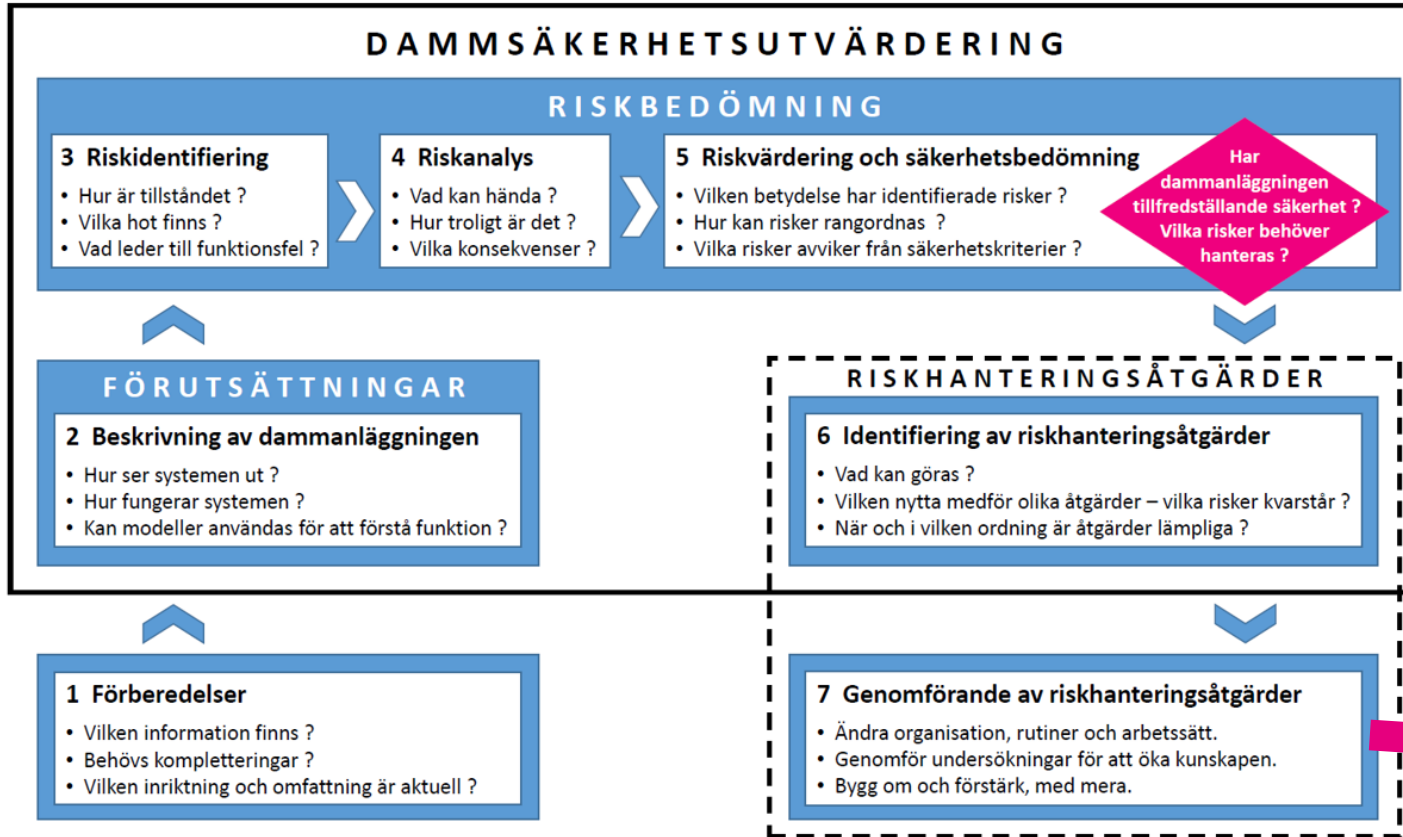 DAMMSÄKERHETSUTVÄRDERING
RISKBEDÖMNING
3 Riskidentifiering
• Hur är tillståndet ?
• Vilka hot finns ?
• Vad leder till funktionsfel ?
4 Riskanalys
• Vad kan hända ?
• Hur troligt är det ?
• Vilka konsekvenser ?
5 Riskvärdering och säkerhetsbedömning
• Vilken betydelse har identifierade risker ?
• Hur kan risker rangordnas ?
• Vilka risker avviker från säkerhetskriterier ?
Har
dammanläggningen
tillfredställande säkerhet ?
Vilka risker behöver
hanteras ?
FÖRUTSÄTTNINGAR
2 Beskrivning av dammanläggningen
• Hur ser systemen ut ?
• Hur fungerar systemen ?
• Kan modeller användas för att förstå funktion ?
RISKHANTERINGSÅTGÄRDER
6 Identifiering av riskhanteringsåtgärder
• Vad kan göras ?
• Vilken nytta medför olika åtgärder – vilka risker kvarstår ?
• När och i vilken ordning är åtgärder lämpliga ?
1 Förberedelser
• Vilken information finns ?
• Behövs kompletteringar ?
• Vilken inriktning och omfattning är aktuell ?
7 Genomförande av riskhanteringsåtgärder
• Ändra organisation, rutiner och arbetssätt.
• Genomför undersökningar för att öka kunskapen.
• Bygg om och förstärk, med mera.